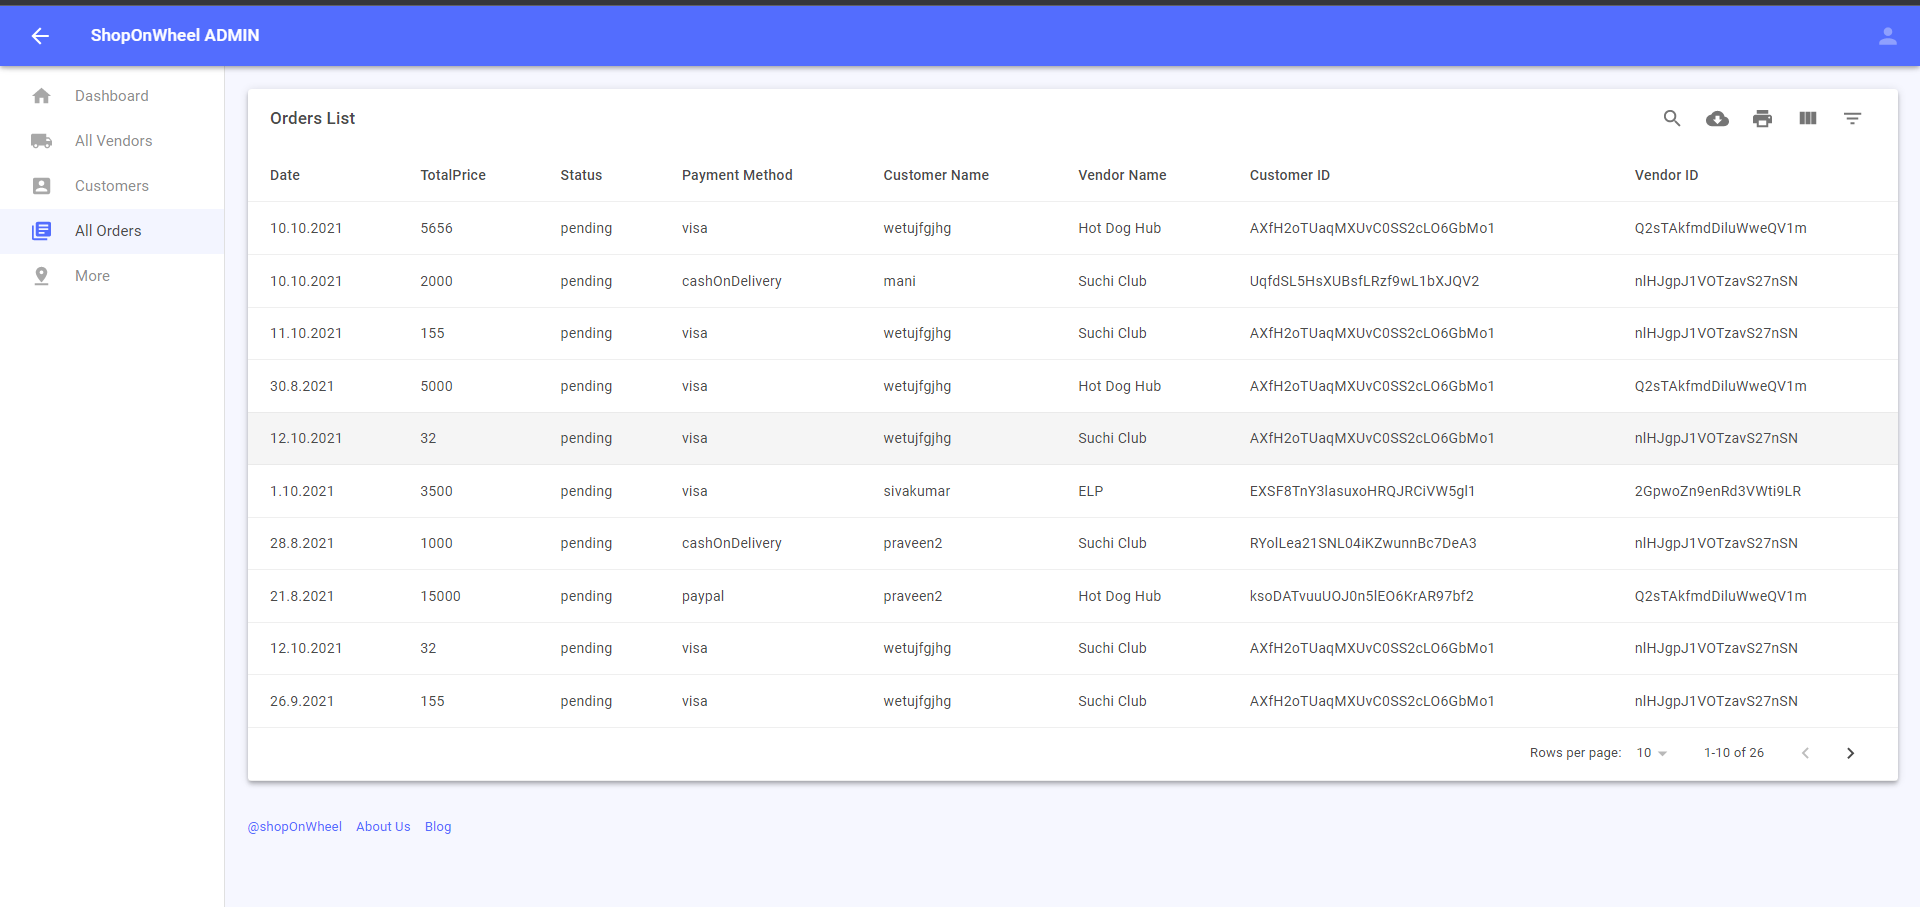 ShopOnWheel ADMIN
Dashboard
All Vendors
Customers
All Orders
More
Orders List
Date TotalPrice Status Payment Method Customer Name Vendor Name Customer ID Vendor ID
10.10.2021 5656 pending visa wetujfgjhg Hot Dog Hub AXfH2oTUaqMXUvC0SS2cLO6GbMo1 Q2sTAkfmdDiluWweQV1m
10.10.2021 2000 pending cashOnDelivery mani Suchi Club UqfdSL5HsXUBsfLRzf9wL1bXJQV2 nlHJgpJ1VOTzavS27nSN
11.10.2021 155 pending visa wetujfgjhg Suchi Club AXfH2oTUaqMXUvC0SS2cLO6GbMo1 nlHJgpJ1VOTzavS27nSN
30.8.2021 5000 pending visa wetujfgjhg Hot Dog Hub AXfH2oTUaqMXUvC0SS2cLO6GbMo1 Q2sTAkfmdDiluWweQV1m
12.10.2021 32 pending visa wetujfgjhg Suchi Club AXfH2oTUaqMXUvC0SS2cLO6GbMo1 nlHJgpJ1VOTzavS27nSN
1.10.2021 3500 pending visa sivakumar ELP EXSF8TnY3lasuxoHRQJRCiVW5gl1 2GpwoZn9enRd3VWti9LR
28.8.2021 1000 pending cashOnDelivery praveen2 Suchi Club RYolLea21SNL04iKZwunnBc7DeA3 nlHJgpJ1VOTzavS27nSN
21.8.2021 15000 pending paypal praveen2 Hot Dog Hub ksoDATvuuUOJ0n5lEO6KrAR97bf2 Q2sTAkfmdDiluWweQV1m
12.10.2021 32 pending visa wetujfgjhg Suchi Club AXfH2oTUaqMXUvC0SS2cLO6GbMo1 nlHJgpJ1VOTzavS27nSN
26.9.2021 155 pending visa wetujfgjhg Suchi Club AXfH2oTUaqMXUvC0SS2cLO6GbMo1 nlHJgpJ1VOTzavS27nSN
Rows per page: 10 1-10 of 26
@shopOnWheel About Us Blog